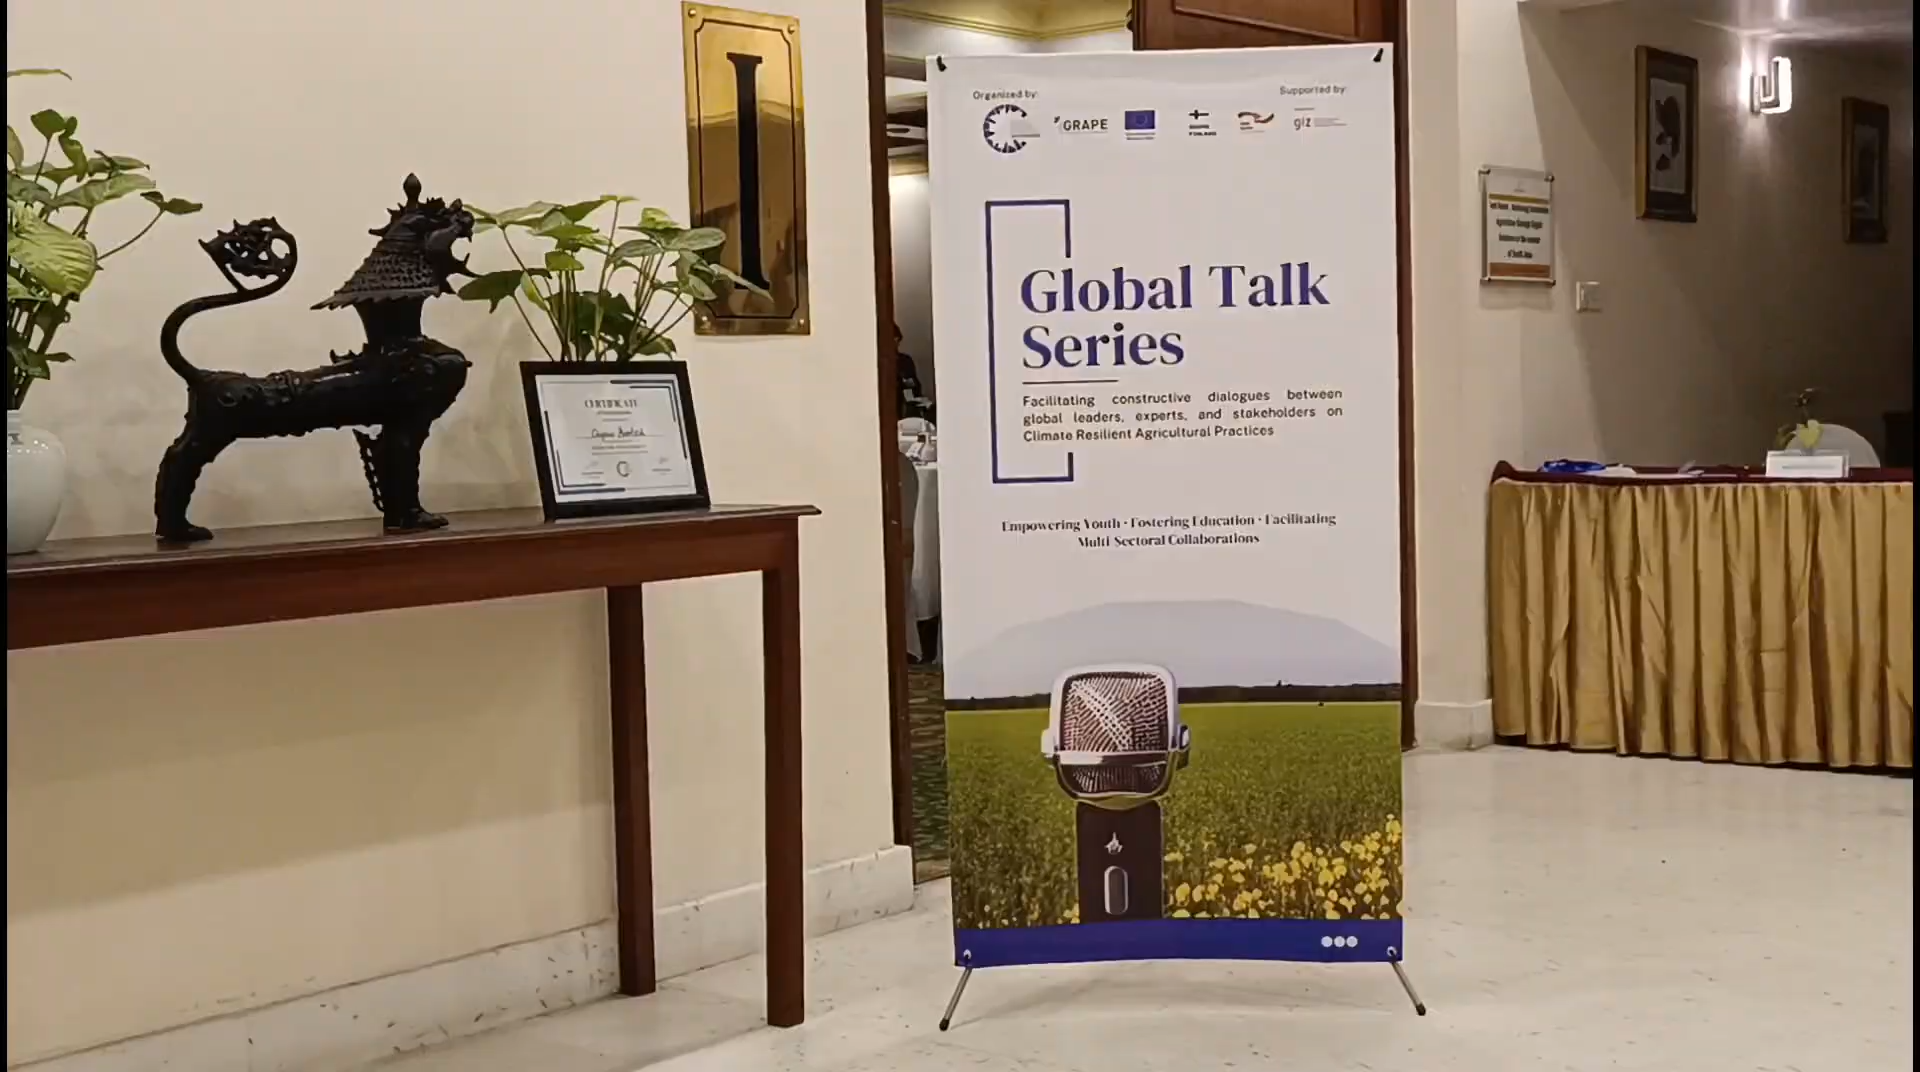 I
Organized by:
Supported by:
GRAPE
giz
Global Talk
Series
Facilitating constructive dialogues between
global leaders, experts, and stakeholders on
Climate Resilient Agricultural Practices
Empowering Youth · Fostering Education · Facilitating
Multi Sectoral Collaborations
CERTIFICATE